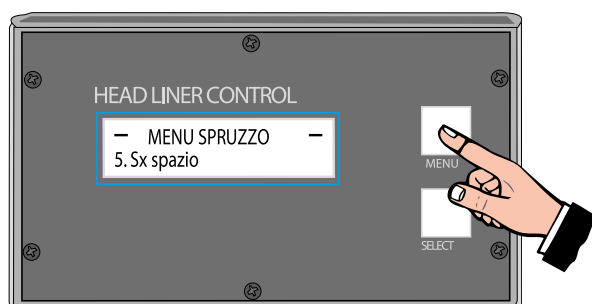 HEAD LINER CONTROL
– MENU SPRUZZO –
5. Sx spazio
MENU
SELECT